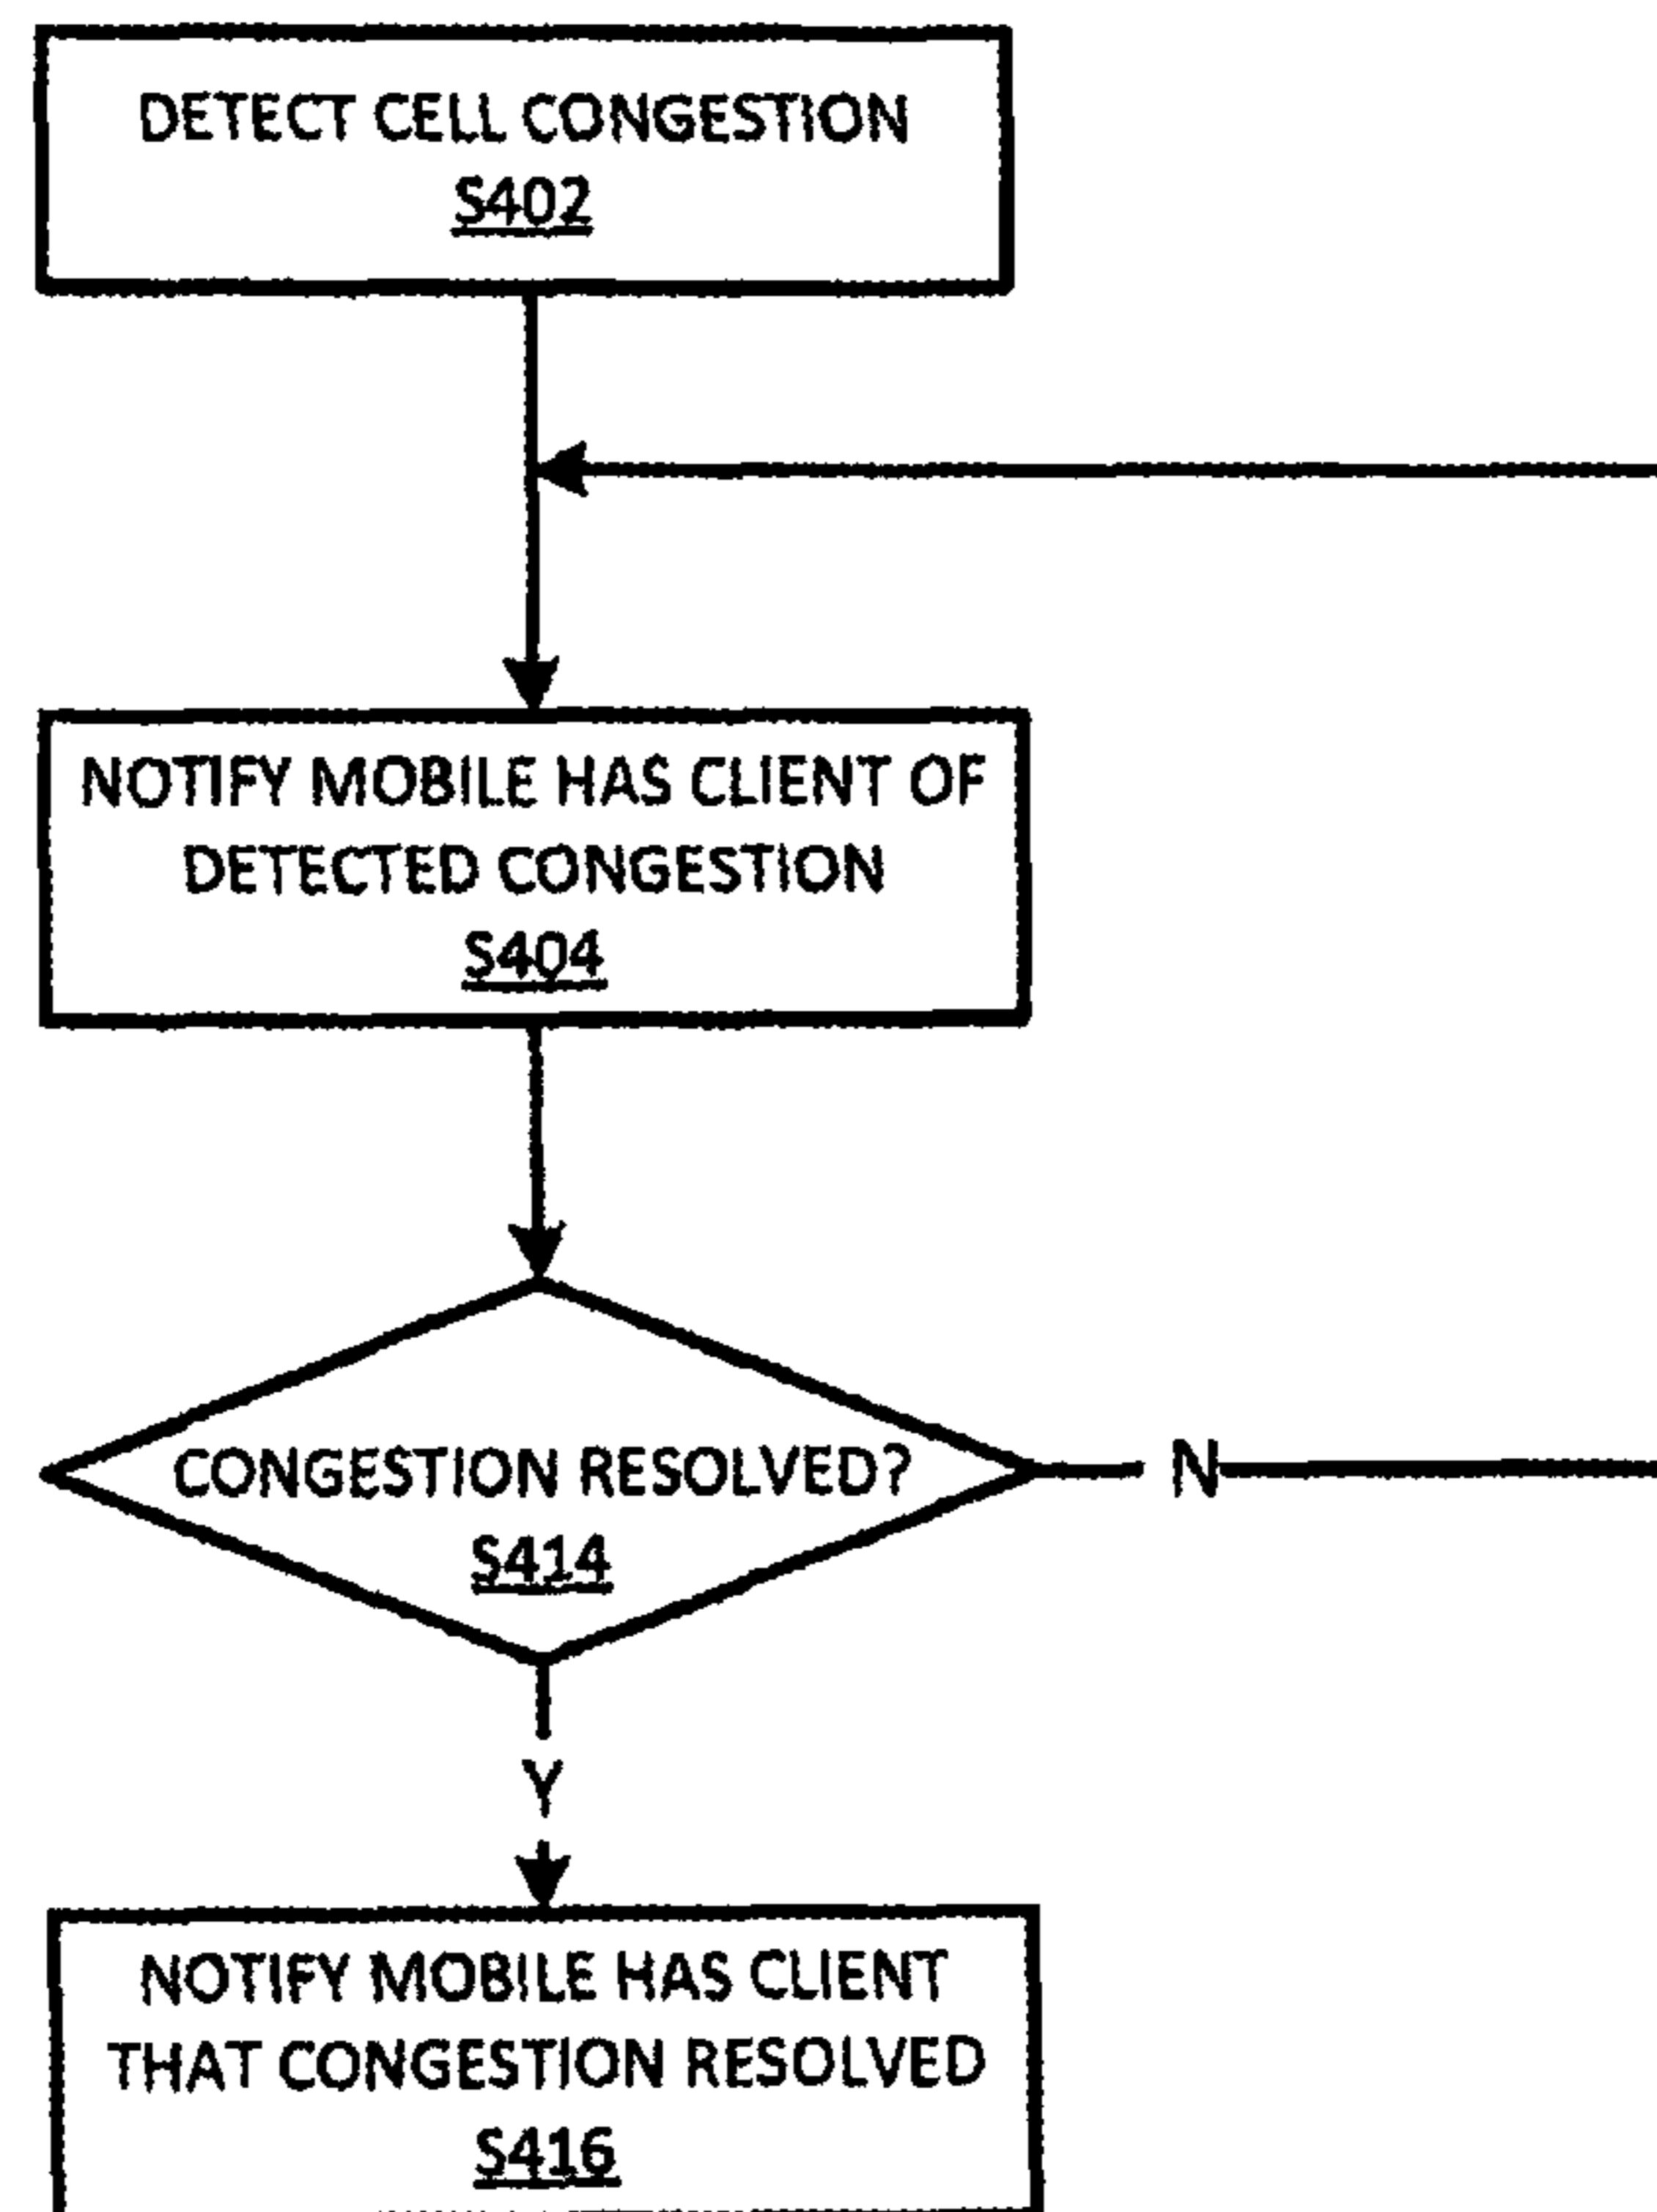 DETECT CELL CONGESTION
S402
NOTIFY MOBILE HAS CLIENT OF
DETECTED CONGESTION
S404
CONGESTION RESOLVED?
S414
N
Y
NOTIFY MOBILE HAS CLIENT
THAT CONGESTION RESOLVED
S416